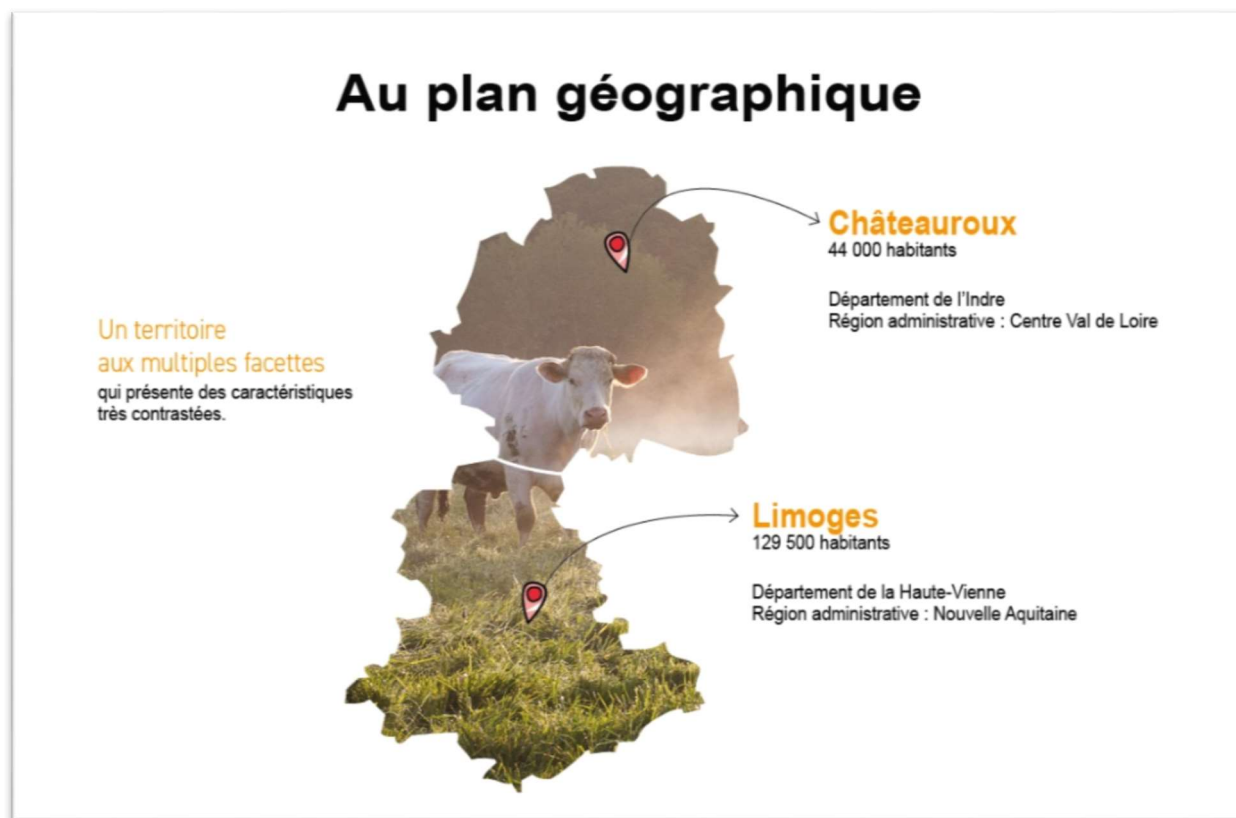 Au plan géographique
Châteauroux
44 000 habitants
Département de l'Indre
Région administrative : Centre Val de Loire
Un territoire
aux multiples facettes
qui présente des caractéristiques
très contrastées.
Limoges
129 500 habitants
Département de la Haute-Vienne
Région administrative : Nouvelle Aquitaine